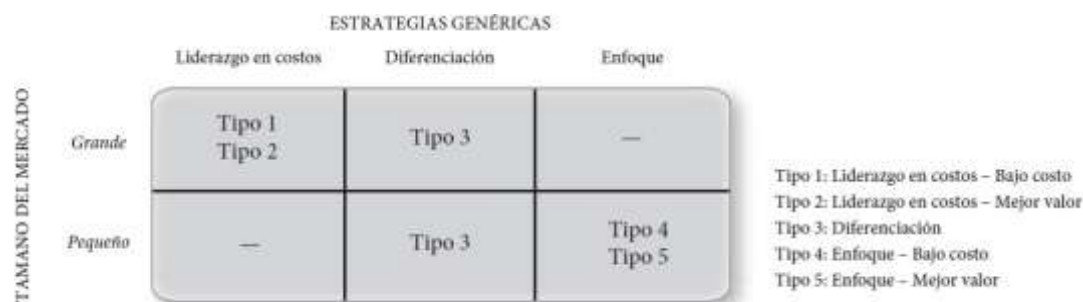 ESTRATEGIAS GENÉRICAS
Liderazgo en costos Diferenciación Enfoque
TAMAÑO DEL MERCADO
Grande
Tipo 1
Tipo 2
Tipo 3
—
Pequeño
—
Tipo 3
Tipo 4
Tipo 5
Tipo 1: Liderazgo en costos – Bajo costo
Tipo 2: Liderazgo en costos – Mejor valor
Tipo 3: Diferenciación
Tipo 4: Enfoque – Bajo costo
Tipo 5: Enfoque – Mejor valor